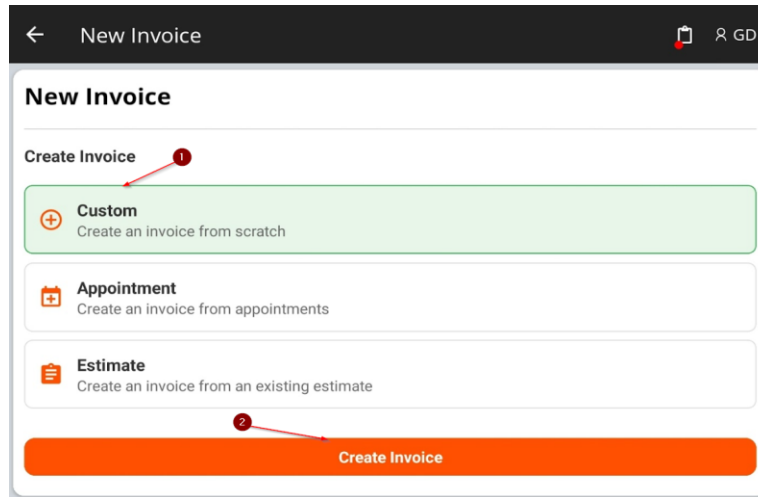 New Invoice
GD
New Invoice
Create Invoice
1
Custom
Create an invoice from scratch
Appointment
Create an invoice from appointments
Estimate
Create an invoice from an existing estimate
2
Create Invoice